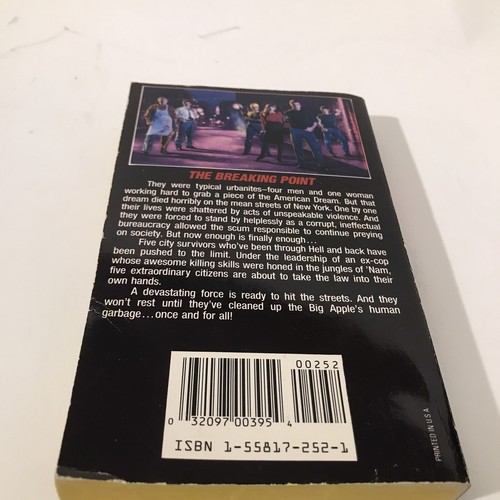 THE BREAKING POINT
They were typical urbanites–four men and one woman
working hard to grab a piece of the American Dream. But that
dream died horribly on the mean streets of New York. One by one
their lives were shattered by acts of unspeakable violence. And
they were forced to stand by helplessly as a corrupt, ineffectual
bureaucracy allowed the scum responsible to continue preying
on society. But now enough is finally enough...
Five city survivors who've been through Hell and back have
been pushed to the limit. Under the leadership of an ex-cop
whose awesome killing skills were honed in the jungles of 'Nam,
five extraordinary citizens are about to take the law into their
own hands.
A devastating force is ready to hit the streets. And they
won't rest until they've cleaned up the Big Apple's human
garbage...once and for all!
00252
0 32097 00395 4
ISBN 1-55817-252-1
PRINTED IN U S A